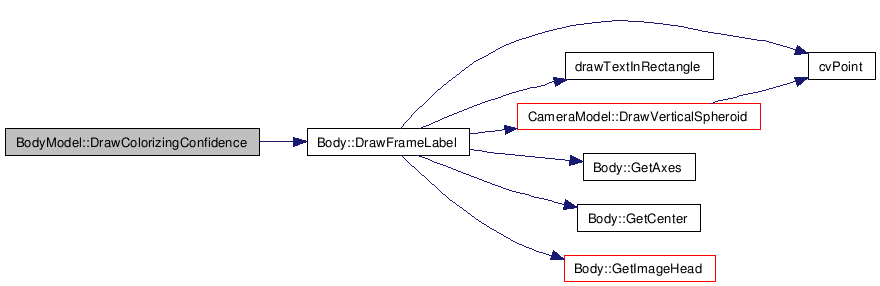 BodyModel::DrawColorizingConfidence
Body::DrawFrameLabel
drawTextInRectangle
cvPoint
CameraModel::DrawVerticalSpheroid
Body::GetAxes
Body::GetCenter
Body::GetImageHead